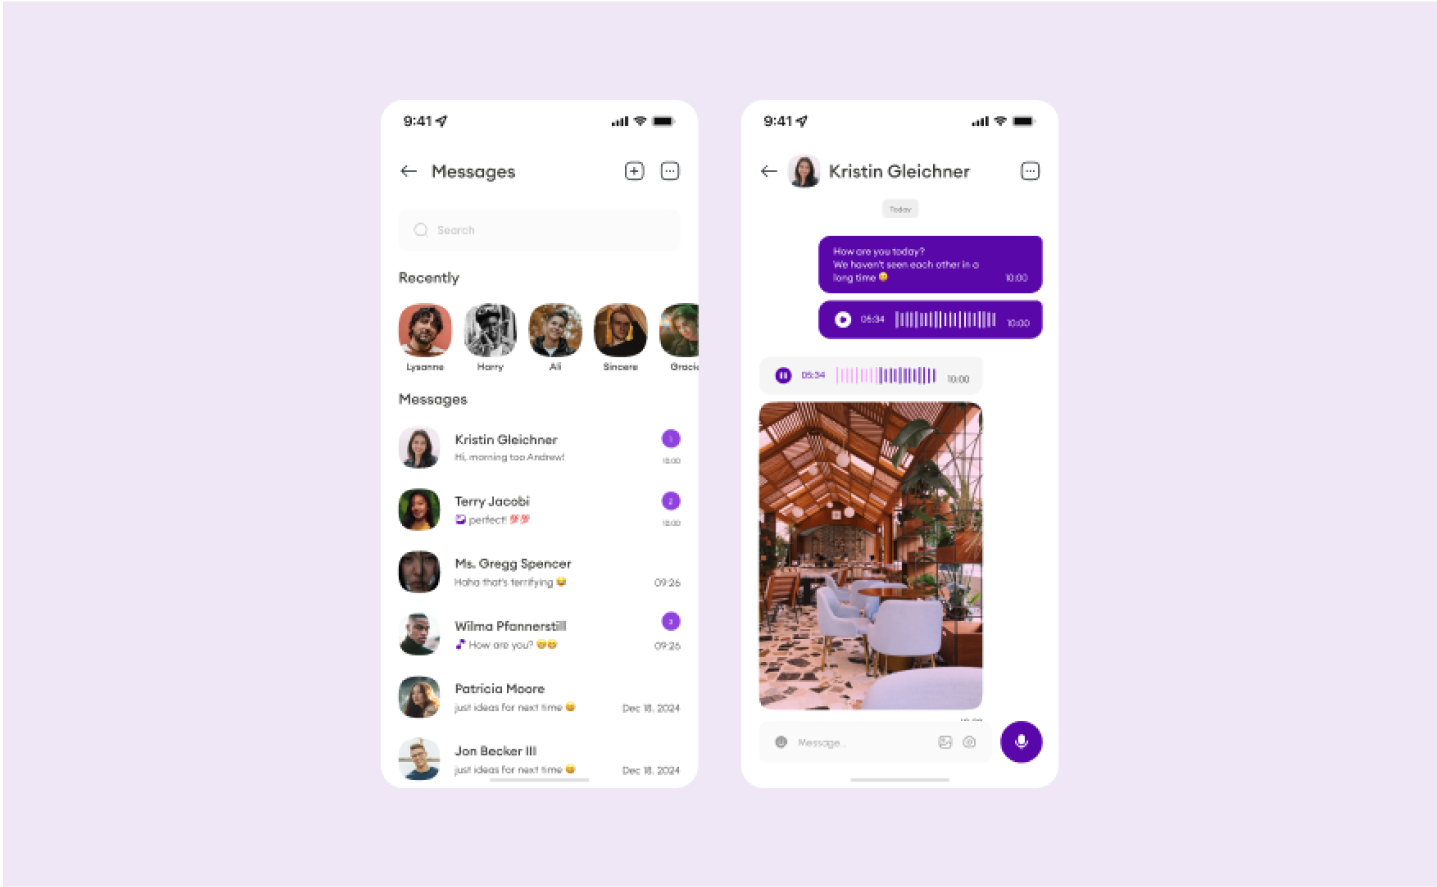 9:41
Messages
Search
Recently
Lysanne
Harry
Ali
Sincere
Messages
Kristin Gleichner
1
Hi, morning too Andrew!
10:00
Terry Jacobi
2
perfect! 💯💯
10:00
Ms. Gregg Spencer
Haha that's terrifying 😂
09:26
Wilma Pfannerstill
3
How are you?
09:26
Patricia Moore
just ideas for next time
Dec 18, 2024
Jon Becker III
just ideas for next time
Dec 18, 2024
9:41
Kristin Gleichner
Today
How are you today?
We haven't seen each other in a
long time
10:00
05:34
10:00
05:34
10:00
Message...